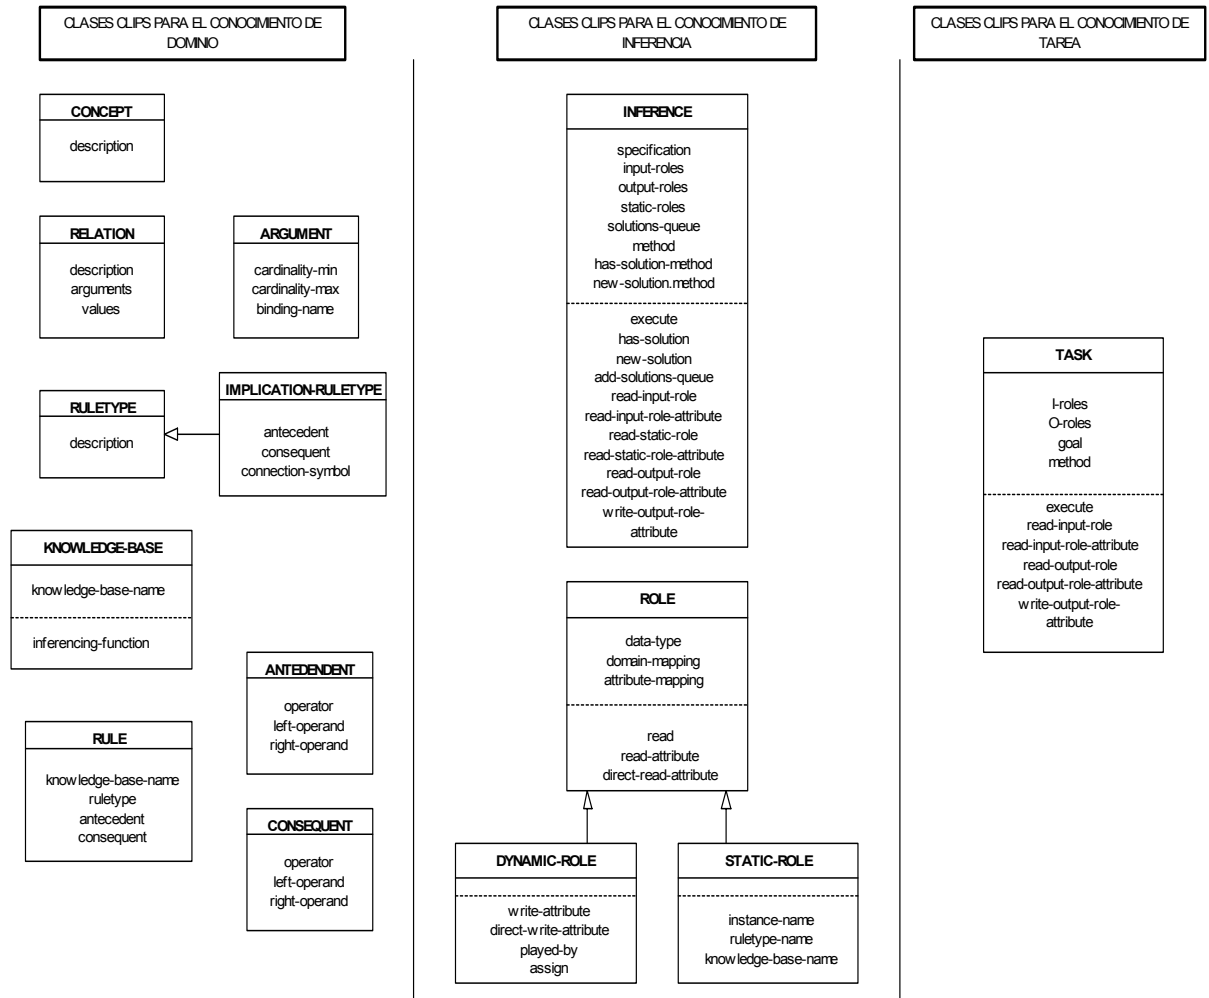 CLASES CLIPS PARA EL CONOCIMIENTO DE
DOMINIO
CONCEPT
description
RELATION
description
arguments
values
ARGUMENT
cardinality-min
cardinality-max
binding-name
RULETYPE
description
IMPLICATION-RULETYPE
antecedent
consequent
connection-symbol
KNOWLEDGE-BASE
knowledge-base-name
inferencing-function
ANTEDENDENT
operator
left-operand
right-operand
RULE
knowledge-base-name
ruletype
antecedent
consequent
CONSEQUENT
operator
left-operand
right-operand
CLASES CLIPS PARA EL CONOCIMIENTO DE
INFERENCIA
INFERENCE
specification
input-roles
output-roles
static-roles
solutions-queue
method
has-solution-method
new-solution.method
execute
has-solution
new-solution
add-solutions-queue
read-input-role
read-input-role-attribute
read-static-role
read-static-role-attribute
read-output-role
read-output-role-attribute
write-output-role-
attribute
ROLE
data-type
domain-mapping
attribute-mapping
read
read-attribute
direct-read-attribute
DYNAMIC-ROLE
write-attribute
direct-write-attribute
played-by
assign
STATIC-ROLE
instance-name
ruletype-name
knowledge-base-name
CLASES CLIPS PARA EL CONOCIMIENTO DE
TAREA
TASK
I-roles
O-roles
goal
method
execute
read-input-role
read-input-role-attribute
read-output-role
read-output-role-attribute
write-output-role-
attribute